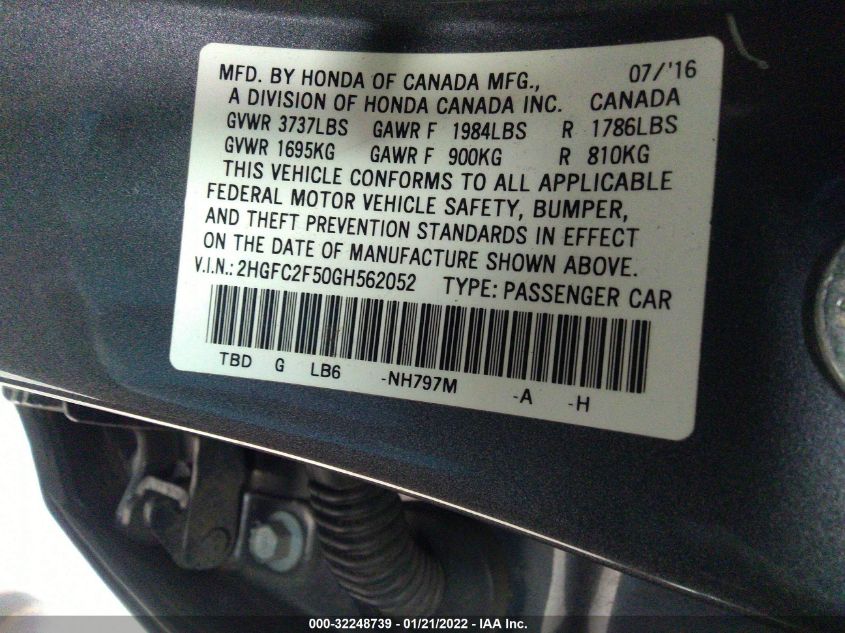 MFD. BY HONDA OF CANADA MFG., 07/'16
A DIVISION OF HONDA CANADA INC. CANADA
GVWR 3737LBS GAWR F 1984LBS R 1786LBS
GVWR 1695KG GAWR F 900KG R 810KG
THIS VEHICLE CONFORMS TO ALL APPLICABLE
FEDERAL MOTOR VEHICLE SAFETY, BUMPER,
AND THEFT PREVENTION STANDARDS IN EFFECT
ON THE DATE OF MANUFACTURE SHOWN ABOVE.
V.I.N.: 2HGFC2F50GH562052 TYPE: PASSENGER CAR
TBD G LB6 -NH797M -A -H
000-32248739 - 01/21/2022 - IAA Inc.